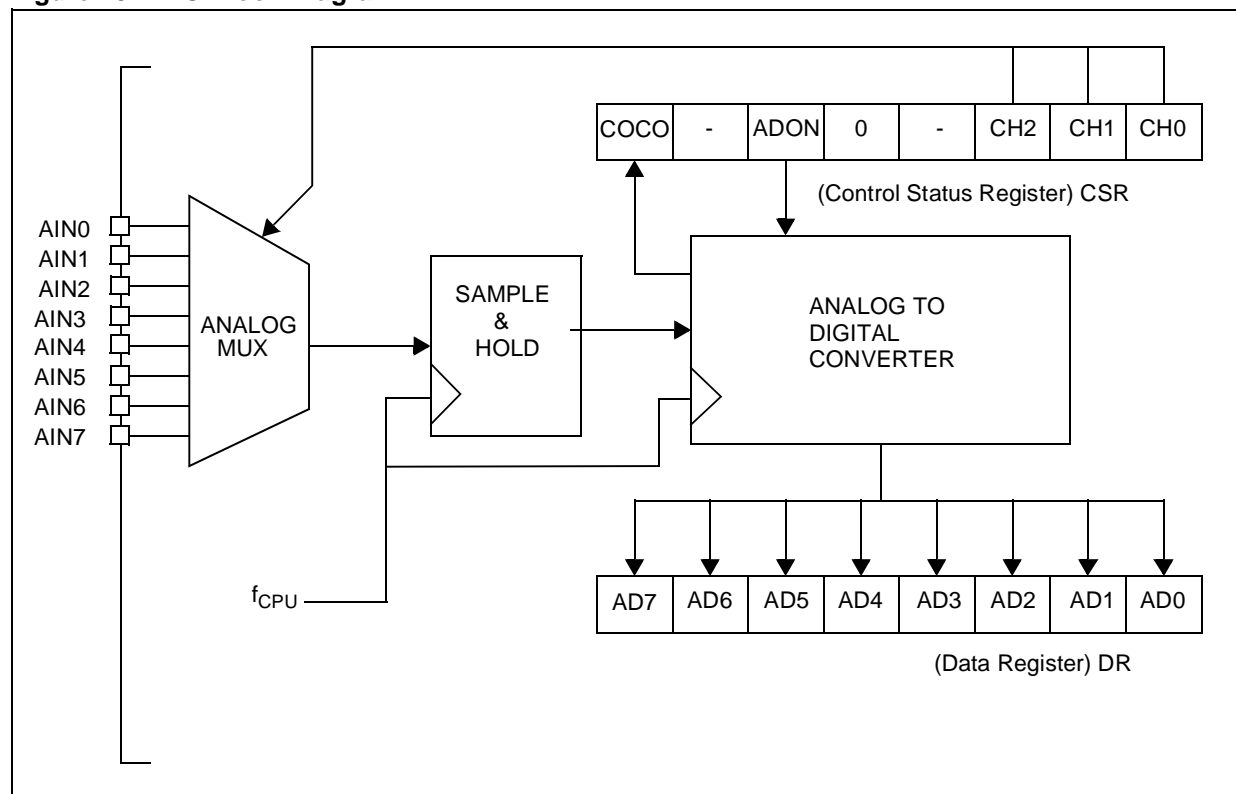 COCO - ADON 0 - CH2 CH1 CH0
(Control Status Register) CSR
AIN0
AIN1
AIN2
AIN3
AIN4
AIN5
AIN6
AIN7
ANALOG
MUX
SAMPLE
&
HOLD
ANALOG TO
DIGITAL
CONVERTER
fCPU
AD7 AD6 AD5 AD4 AD3 AD2 AD1 AD0
(Data Register) DR